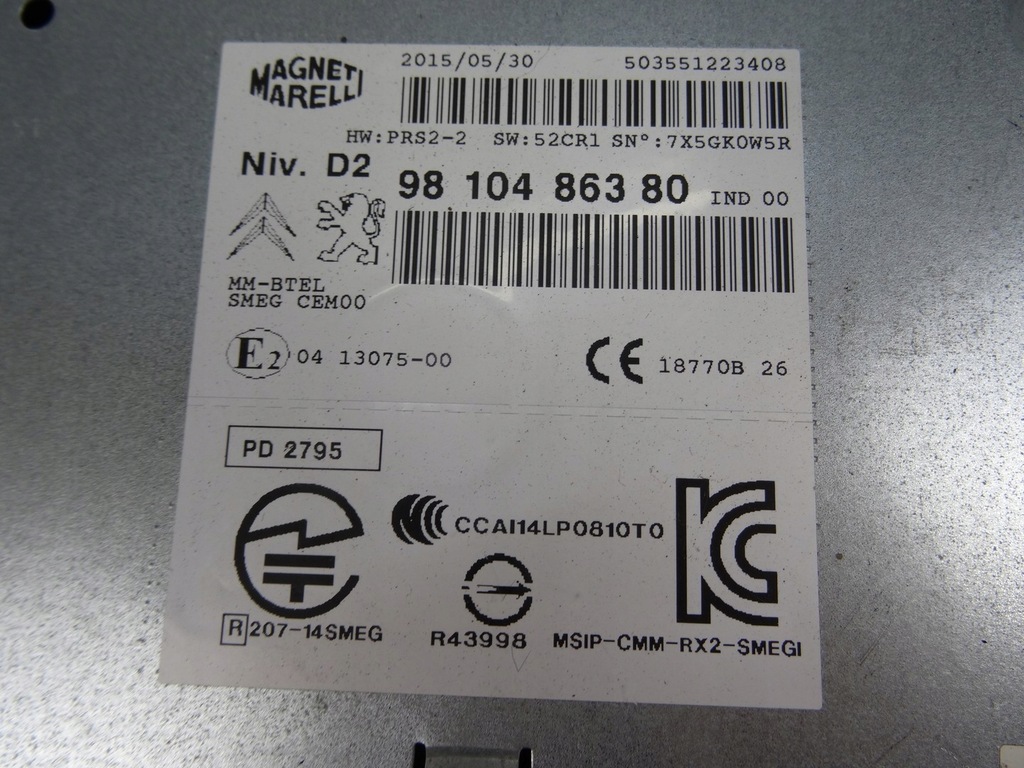 MAGNETI
MARELLI
2015/05/30 503551223408
HW:PRS2-2 SW:52CR1 SN°:7X5GK0W5R
Niv. D2
98 104 863 80 IND 00
MM-BTEL
SMEG CEM00
E2 04 13075-00
CE 18770B 26
PD 2795
CCAI14LP0810T0
R 207-14SMEG
R43998
KC
MSIP-CMM-RX2-SMEGI